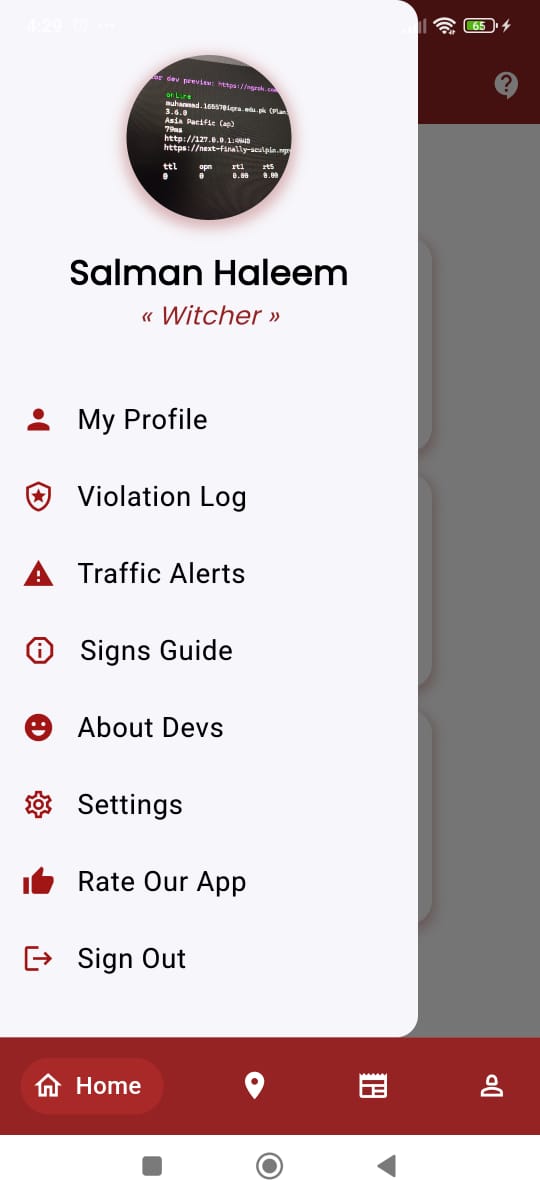 4:29
65
for dev preview: https://ngrok.com
online
muhammad.16557@iqra.edu.pk (Plan:
3.6.0
Asia Pacific (ap)
79ms
http://127.0.0.1:
https://next-finally-sculpin.ngr
ttl opn rt1 rt5
0 0 0.00 0.00
Salman Haleem
« Witcher »
My Profile
Violation Log
Traffic Alerts
Signs Guide
About Devs
Settings
Rate Our App
Sign Out
Home